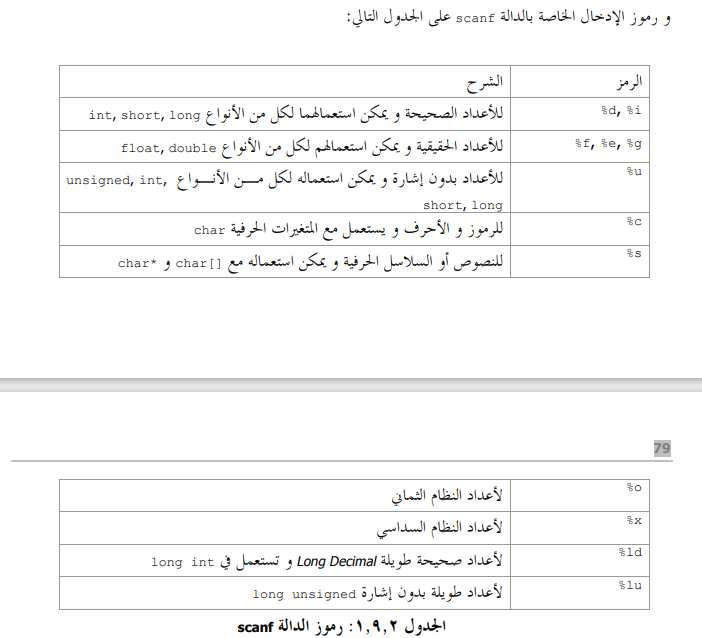 و رموز الإدخال الخاصة بالدالة scanf على الجدول التالي:
الرمز الشرح
%d, %i للأعداد الصحيحة و يمكن استعمالهما لكل من الأنواع int, short, long
%f, %e, %g للأعداد الحقيقية و يمكن استعمالهم لكل من الأنواع float, double
%u للأعداد بدون إشارة و يمكن استعماله لكل مــن الأنــواع unsigned, int,
short, long
%c للرموز و الأحرف و يستعمل مع المتغيرات الحرفية char
%s للنصوص أو السلاسل الحرفية و يمكن استعماله مع char[] و char*
79
%o لأعداد النظام الثماني
%x لأعداد النظام السداسي
%ld لأعداد صحيحة طويلة Long Decimal و تستعمل في long int
%lu لأعداد طويلة بدون إشارة long unsigned
الجدول ١,٩,٢: رموز الدالة scanf